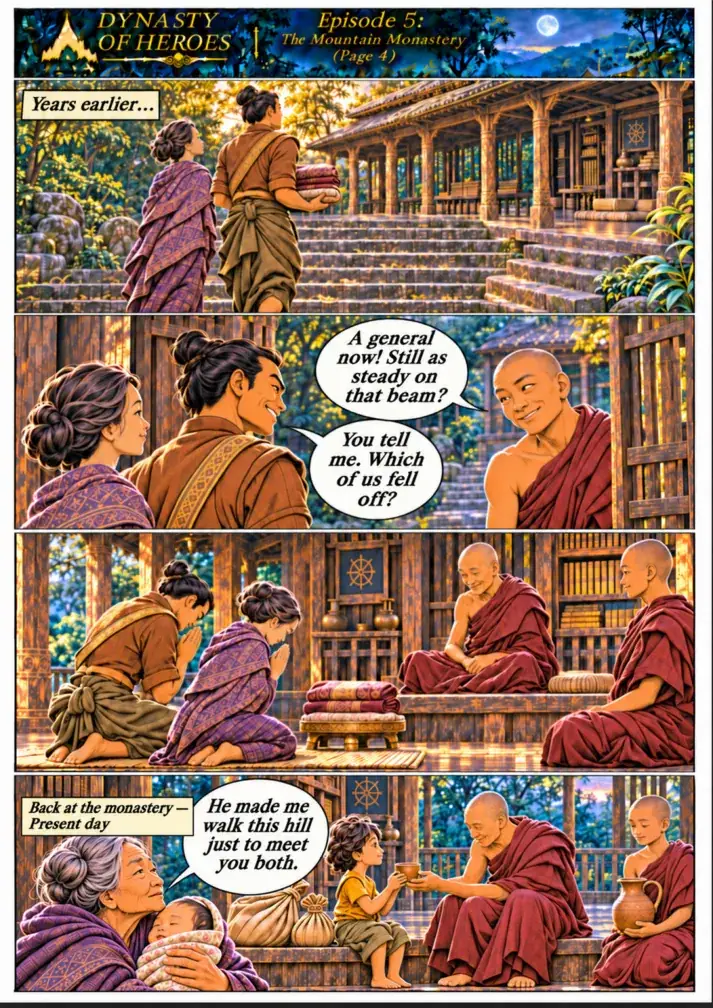 DYNASTY
OF HEROES
Episode 5:
The Mountain Monastery
(Page 4)
Years earlier...
A general
now! Still as
steady on
that beam?
You tell
me. Which
of us fell
off?
Back at the monastery —
Present day
He made me
walk this hill
just to meet
you both.